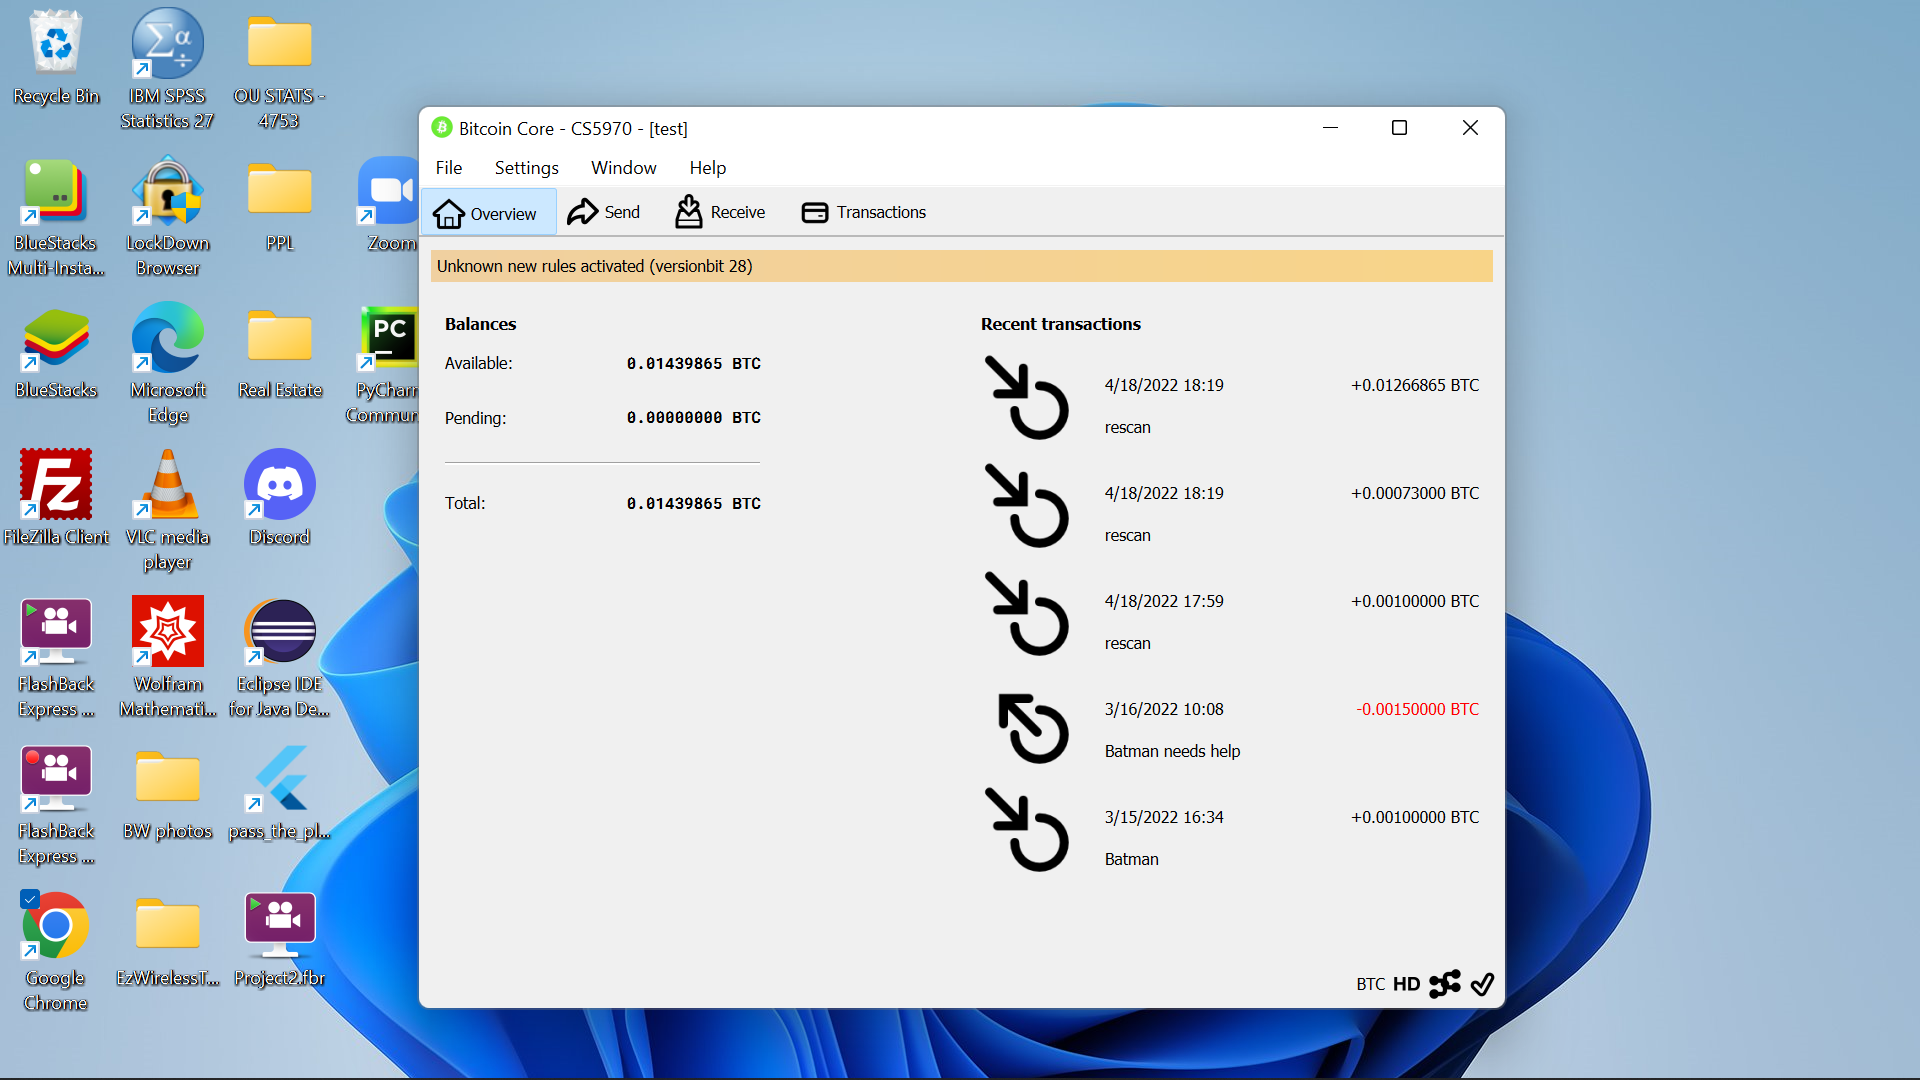 Recycle Bin
IBM SPSS
Statistics 27
OU STATS -
4753
BlueStacks
Multi-Insta...
LockDown
Browser
PPL
Zoom
BlueStacks
Microsoft
Edge
Real Estate
PC
PyCharm
Commun
FileZilla Client
VLC media
player
Discord
FlashBack
Express ...
Wolfram
Mathemati...
Eclipse IDE
for Java De...
FlashBack
Express ...
BW photos
pass_the_pl...
Google
Chrome
EzWirelessT...
Project2.fbr
Bitcoin Core - CS5970 - [test]
File Settings Window Help
Overview Send Receive Transactions
Unknown new rules activated (versionbit 28)
Balances
Available: 0.01439865 BTC
Pending: 0.00000000 BTC
Total: 0.01439865 BTC
Recent transactions
4/18/2022 18:19 +0.01266865 BTC
rescan
4/18/2022 18:19 +0.00073000 BTC
rescan
4/18/2022 17:59 +0.00100000 BTC
rescan
3/16/2022 10:08 -0.00150000 BTC
Batman needs help
3/15/2022 16:34 +0.00100000 BTC
Batman
BTC HD